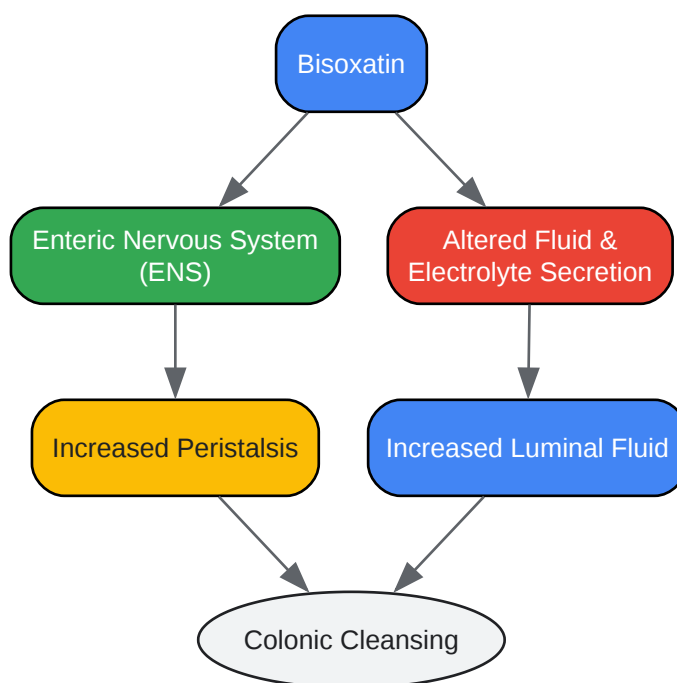 Bisoxatin
Enteric Nervous System
(ENS)
Altered Fluid &
Electrolyte Secretion
Increased Peristalsis
Increased Luminal Fluid
Colonic Cleansing